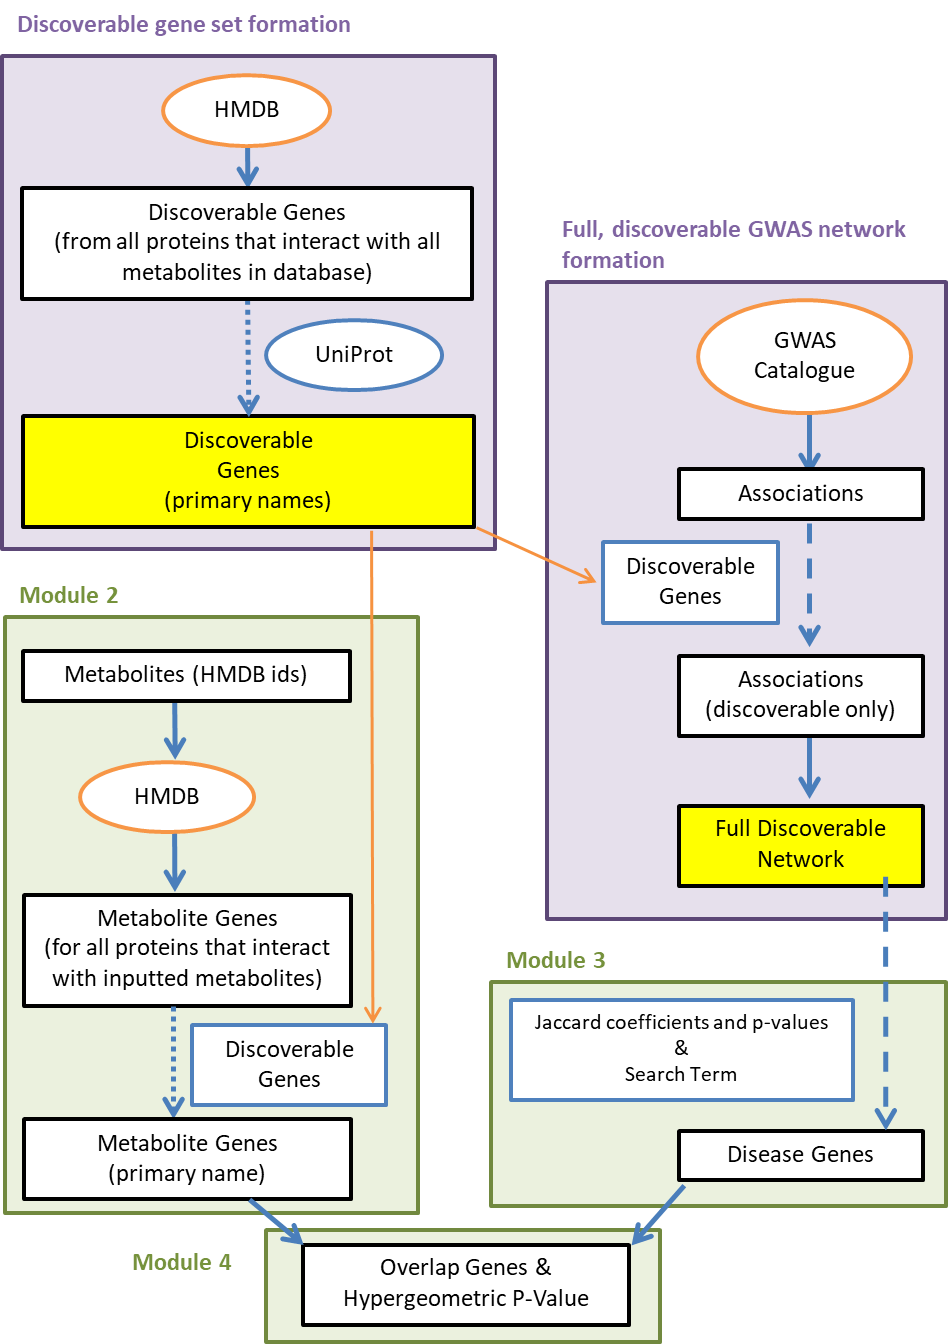 Discoverable gene set formation
HMDB
Discoverable Genes
(from all proteins that interact with all
metabolites in database)
UniProt
Discoverable
Genes
(primary names)
Full, discoverable GWAS network
formation
GWAS
Catalogue
Associations
Discoverable
Genes
Associations
(discoverable only)
Full Discoverable
Network
Module 2
Metabolites (HMDB ids)
HMDB
Metabolite Genes
(for all proteins that interact
with inputted metabolites)
Discoverable
Genes
Metabolite Genes
(primary name)
Module 3
Jaccard coefficients and p-values
&
Search Term
Disease Genes
Module 4
Overlap Genes &
Hypergeometric P-Value